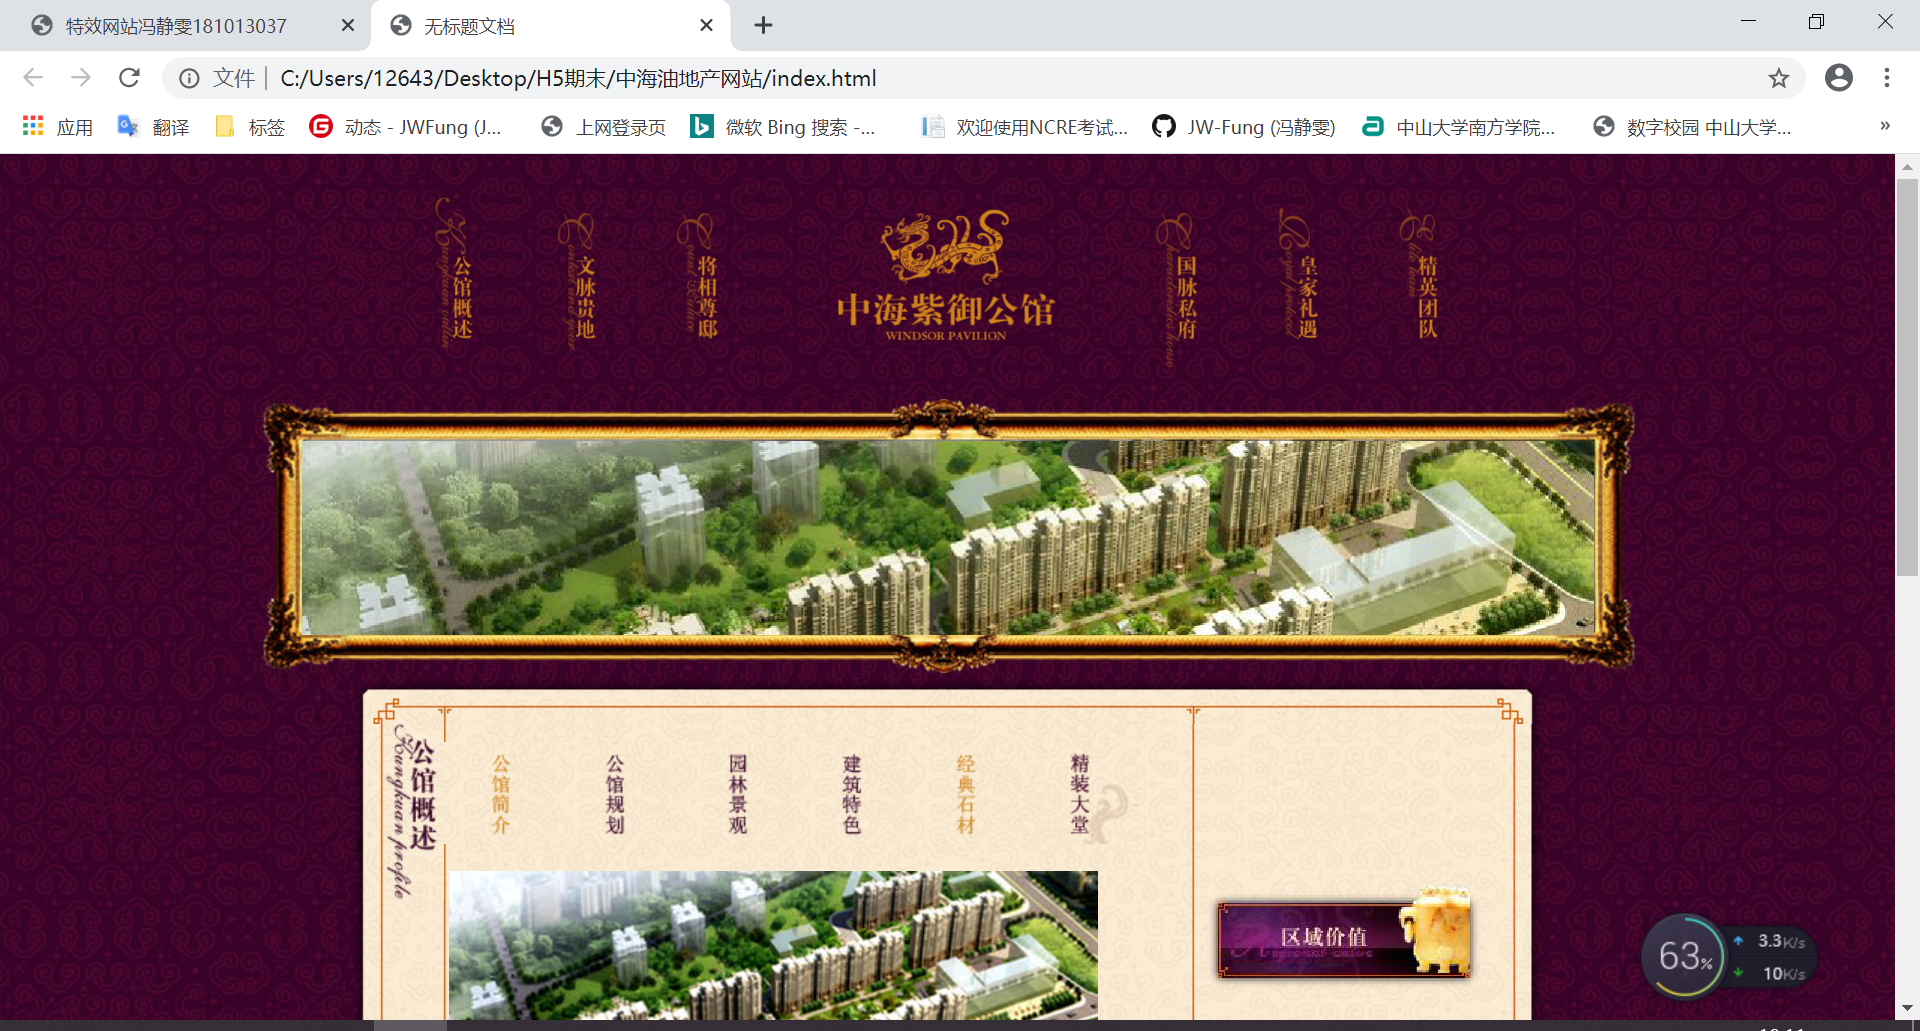 特效网站冯静雯181013037
无标题文档
文件
C:/Users/12643/Desktop/H5期末/中海油地产网站/index.html
应用
翻译
标签
动态 - JWFung (J...
上网登录页
微软 Bing 搜索 -...
欢迎使用NCRE考试...
JW-Fung (冯静雯)
中山大学南方学院...
数字校园 中山大学...
»
公馆概述
文脉贵地
将相尊邸
中海紫御公馆
WINDSOR PAVILION
国脉私府
皇家礼遇
精英团队
公馆概述
Kungkuan profile
公馆简介
公馆规划
园林景观
建筑特色
经典石材
精装大堂
区域价值
63%
3.3K/s
10K/s